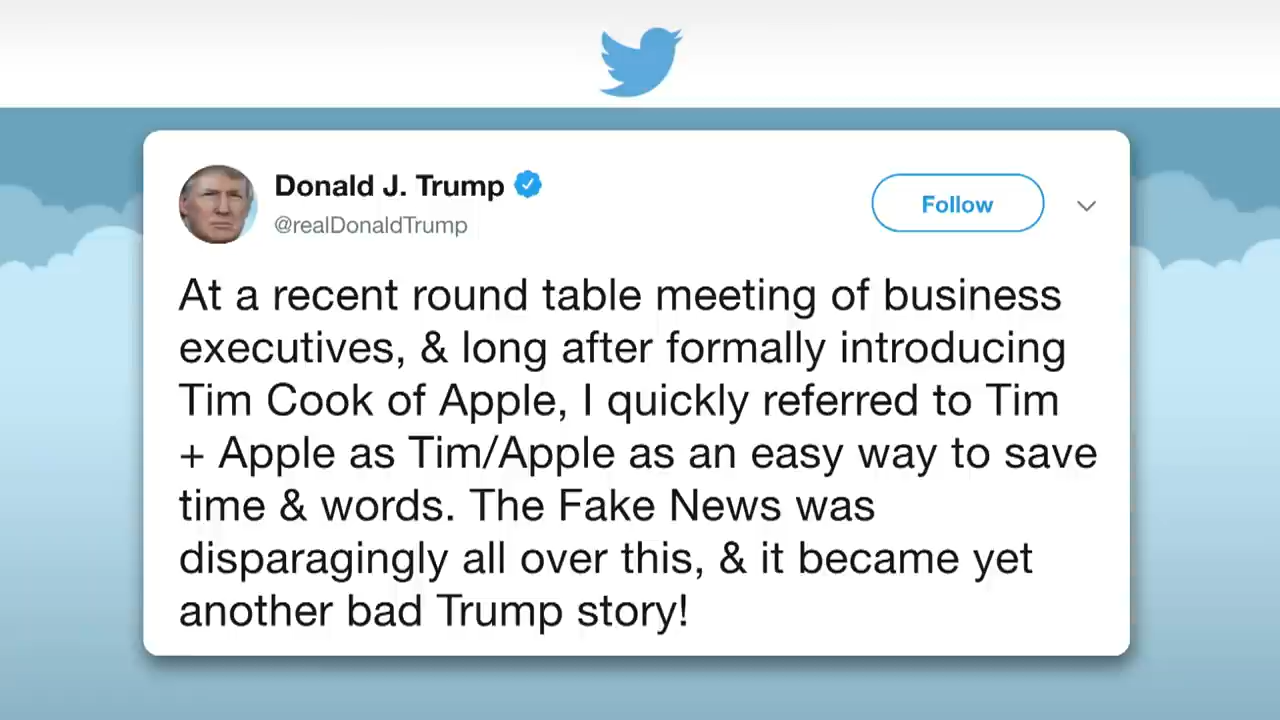 Donald J. Trump
@realDonaldTrump
Follow
At a recent round table meeting of business
executives, & long after formally introducing
Tim Cook of Apple, I quickly referred to Tim
+ Apple as Tim/Apple as an easy way to save
time & words. The Fake News was
disparagingly all over this, & it became yet
another bad Trump story!